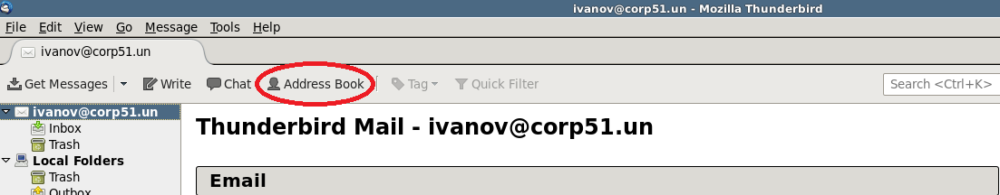 ivanov@corp51.un - Mozilla Thunderbird
File Edit View Go Message Tools Help
ivanov@corp51.un
Get Messages Write Chat Address Book Tag Quick Filter Search <Ctrl+K>
ivanov@corp51.un
Inbox
Trash
Local Folders
Trash
Outbox
Thunderbird Mail - ivanov@corp51.un
Email